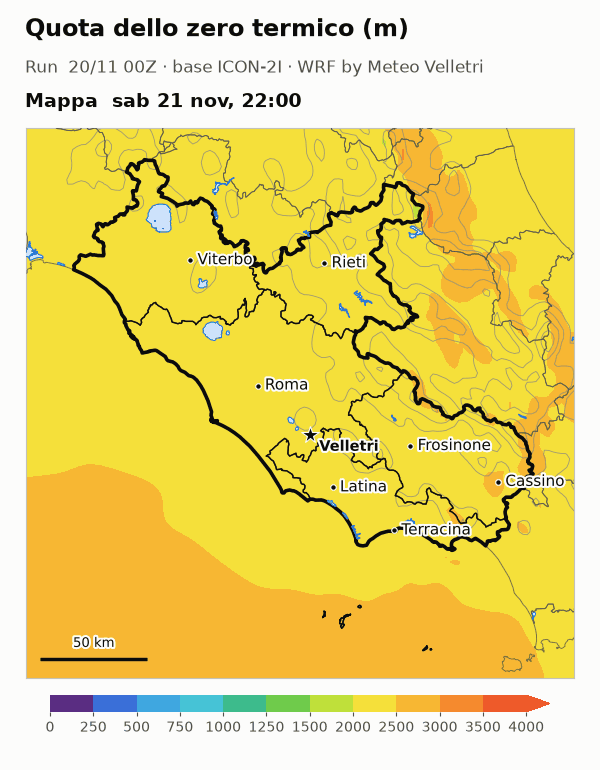 Quota dello zero termico (m)
Run 20/11 00Z · base ICON-2I · WRF by Meteo Velletri
Mappa sab 21 nov, 22:00
Viterbo
Rieti
Roma
Velletri
Frosinone
Latina
Cassino
Terracina
50 km
0 250 500 750 1000 1250 1500 2000 2500 3000 3500 4000